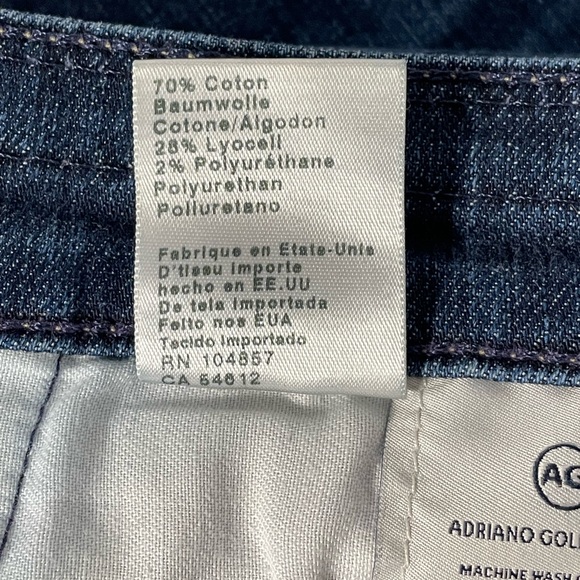 70% Coton
Baumwolle
Cotone/Algodon
28% Lyocell
2% Polyuréthane
Polyurethan
Poliuretano
Fabrique en Etats-Unis
D'tissu importe
hecho en EE.UU
De tela importada
Feito nos EUA
Tecido importado
RN 104857
CA 54612
AG
ADRIANO
MACHINE WASH